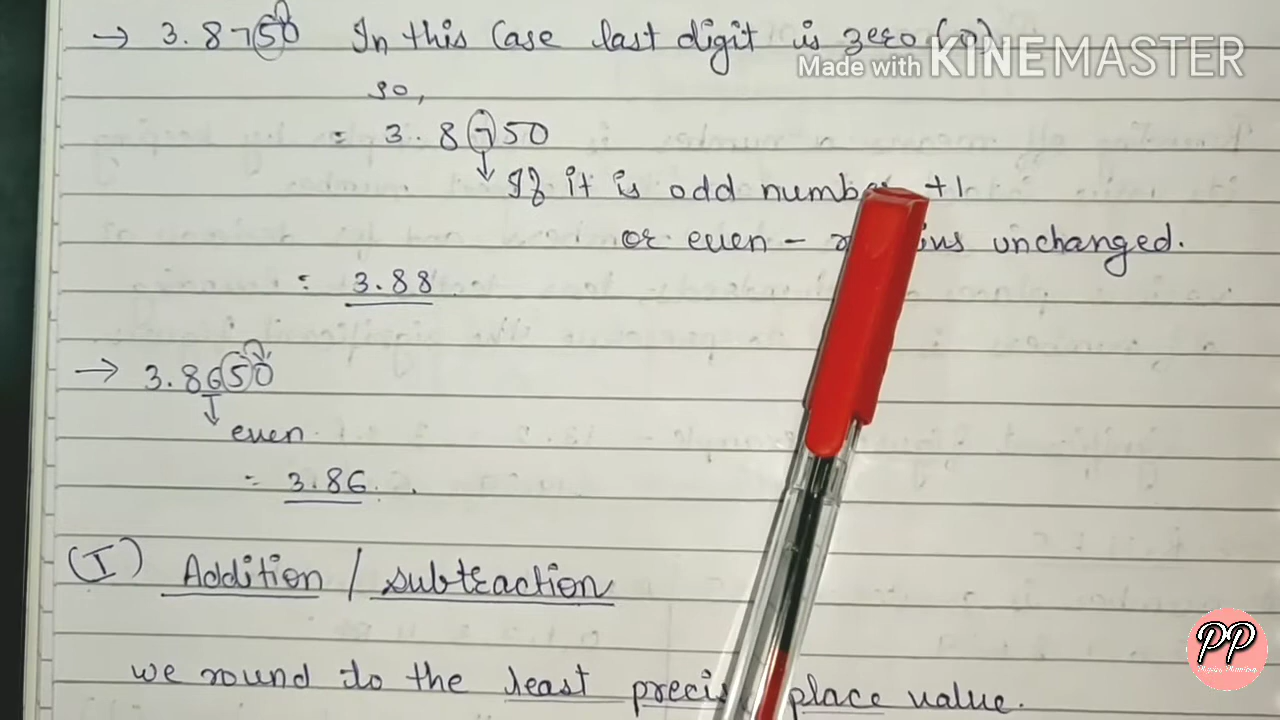 → 3.8750 In this case last digit is zero (0)
Made with KINEMASTER
so,
= 3.8750
↓ If it is odd number +1
or even - unchanged.
= 3.88
→ 3.8650
↓ even.
= 3.86.
(I) Addition / subtraction
we round to the least place value.
PP